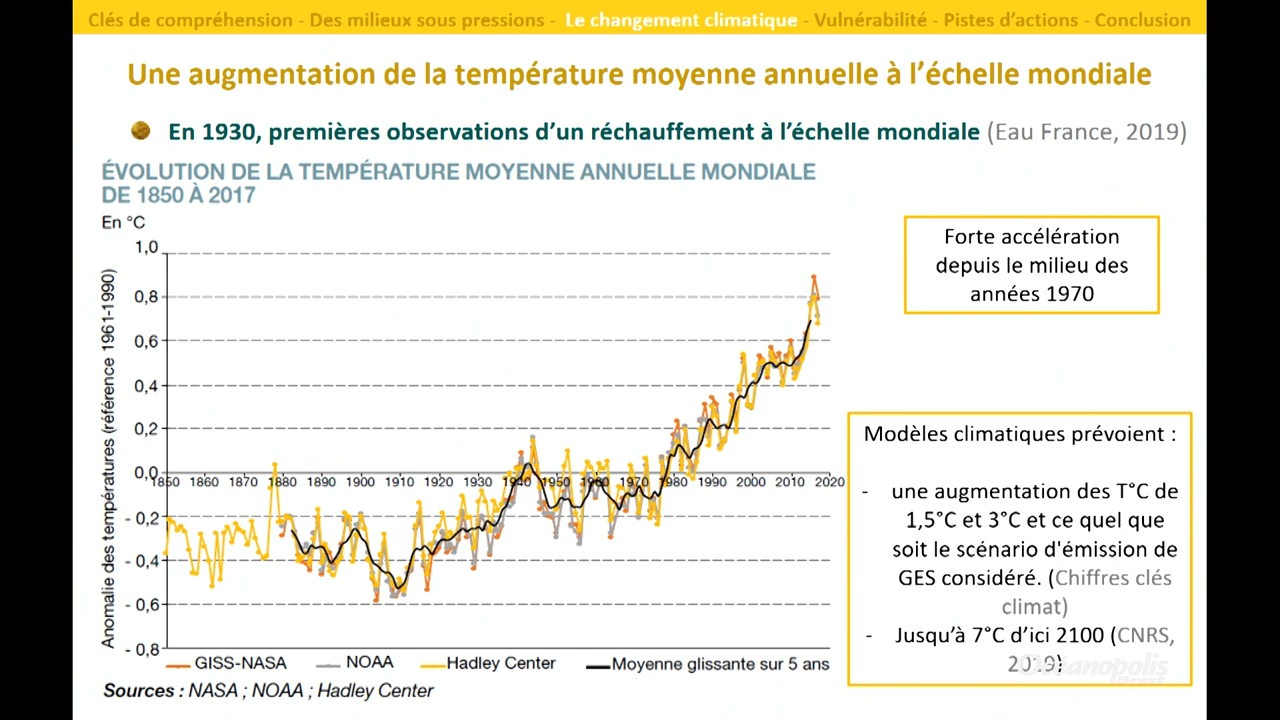 Clés de compréhension - Des milieux sous pressions - Le changement climatique - Vulnérabilité - Pistes d'actions - Conclusion
Une augmentation de la température moyenne annuelle à l'échelle mondiale
En 1930, premières observations d'un réchauffement à l'échelle mondiale (Eau France, 2019)
ÉVOLUTION DE LA TEMPÉRATURE MOYENNE ANNUELLE MONDIALE
DE 1850 À 2017
En °C
Anomalie des températures (référence 1961-1990)
1,0
0,8
0,6
0,4
0,2
0,0
- 0,2
- 0,4
- 0,6
- 0,8
1850 1860 1870 1880 1890 1900 1910 1920 1930 1940 1950 1960 1970 1980 1990 2000 2010 2020
GISS-NASA NOAA Hadley Center Moyenne glissante sur 5 ans
Sources : NASA ; NOAA ; Hadley Center
Forte accélération
depuis le milieu des
années 1970
Modèles climatiques prévoient :
- une augmentation des T°C de
1,5°C et 3°C et ce quel que
soit le scénario d'émission de
GES considéré. (Chiffres clés
climat)
- Jusqu'à 7°C d'ici 2100 (CNRS,
2019)
Océanopolis
Brest